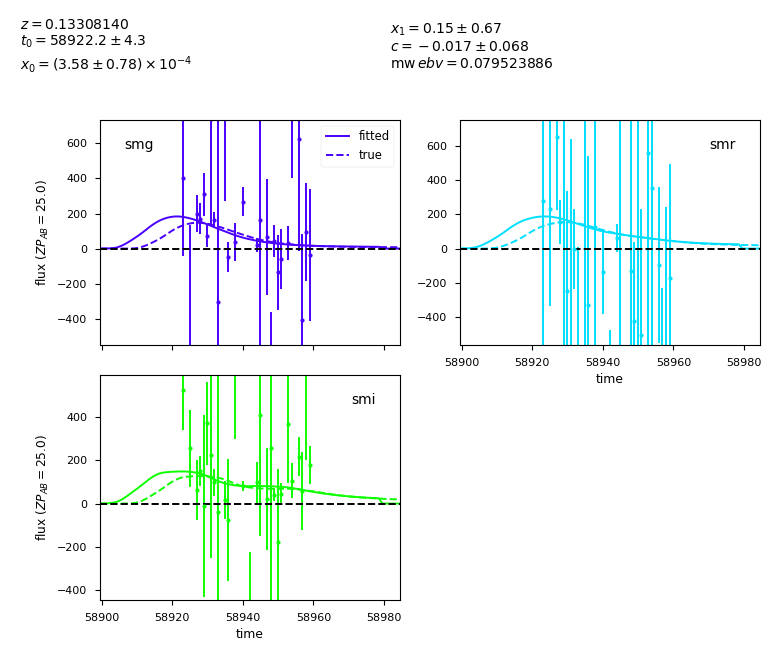 z = 0.13308140
t₀ = 58922.2 ± 4.3
x₀ = (3.58 ± 0.78) × 10⁻⁴
x₁ = 0.15 ± 0.67
c = −0.017 ± 0.068
mwebv = 0.079523886
smg
fitted
true
600
400
200
0
−200
−400
flux (ZP_AB = 25.0)
smr
600
400
200
0
−200
−400
58900 58920 58940 58960 58980
time
smi
400
200
0
−200
−400
flux (ZP_AB = 25.0)
58900 58920 58940 58960 58980
time